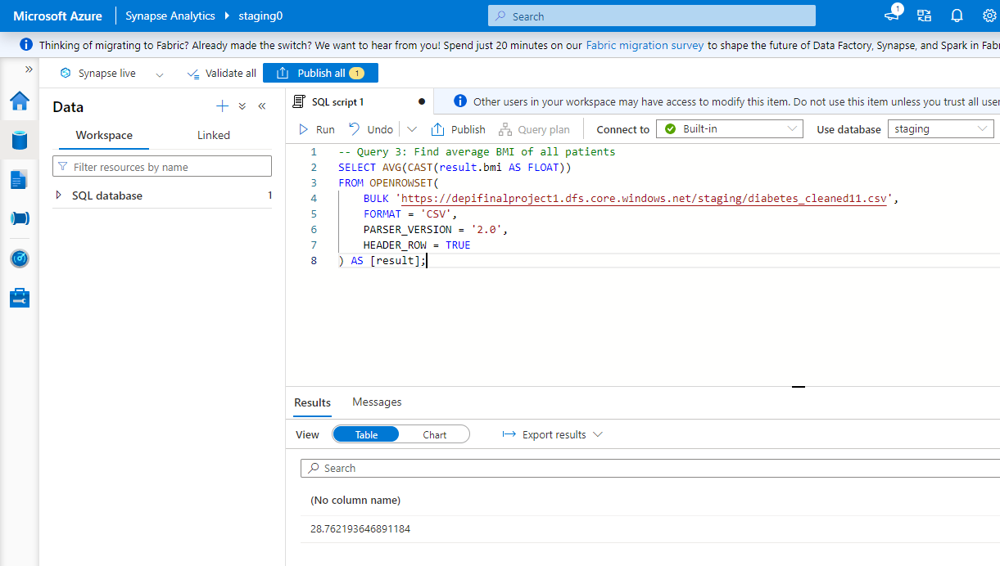 Microsoft Azure
Synapse Analytics
staging0
Search
1
Thinking of migrating to Fabric? Already made the switch? We want to hear from you! Spend just 20 minutes on our Fabric migration survey to shape the future of Data Factory, Synapse, and Spark in Fabr
Synapse live
Validate all
Publish all 1
Data
Workspace
Linked
Filter resources by name
SQL database 1
SQL script 1
Other users in your workspace may have access to modify this item. Do not use this item unless you trust all user
Run
Undo
Publish
Query plan
Connect to
Built-in
Use database
staging
1 -- Query 3: Find average BMI of all patients
2 SELECT AVG(CAST(result.bmi AS FLOAT))
3 FROM OPENROWSET(
4 BULK 'https://depifinalproject1.dfs.core.windows.net/staging/diabetes_cleaned11.csv',
5 FORMAT = 'CSV',
6 PARSER_VERSION = '2.0',
7 HEADER_ROW = TRUE
8 ) AS [result];
Results
Messages
View
Table
Chart
Export results
Search
(No column name)
28.762193646891184